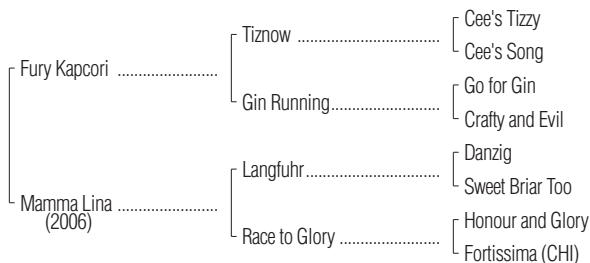 Cee's Tizzy
Tiznow ..........................................
Cee's Song
Fury Kapcori .............................
Go for Gin
Gin Running................................
Crafty and Evil
Danzig
Langfuhr........................................
Sweet Briar Too
Mamma Lina .............................
(2006)
Honour and Glory
Race to Glory ..............................
Fortissima (CHI)